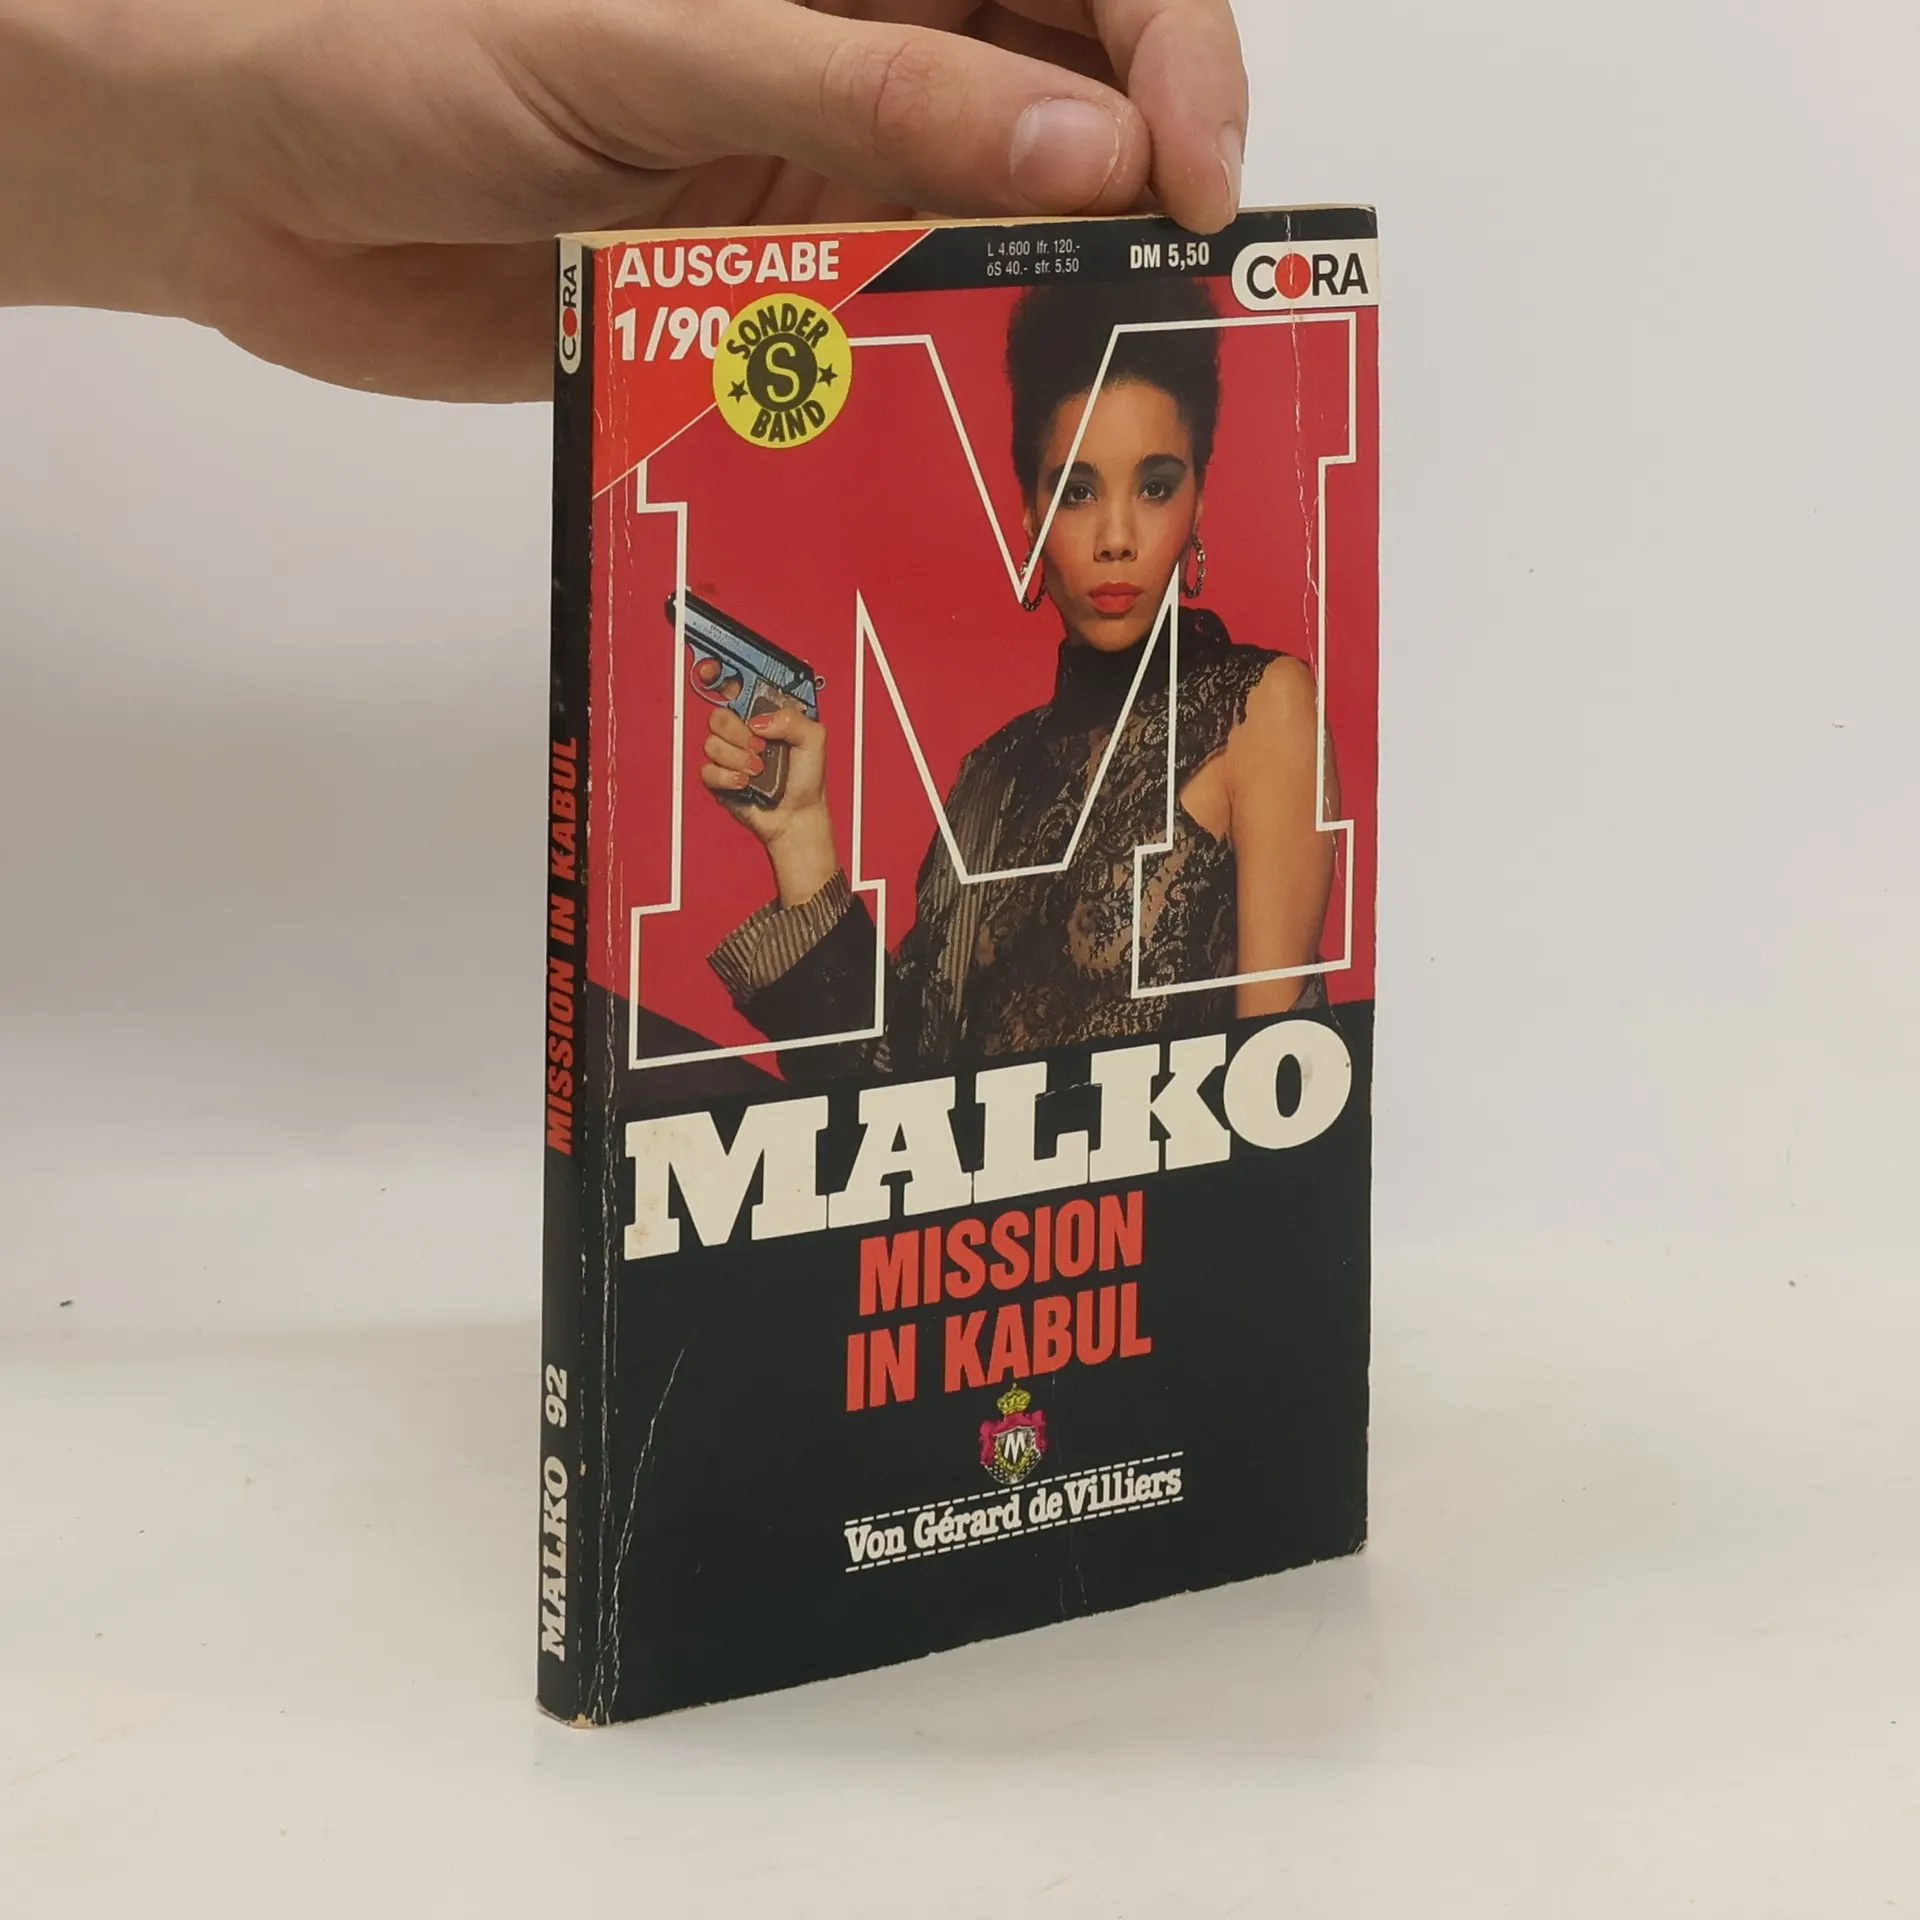 AUSGABE
1/90
SONDER
S
BAND
L 4.600 lfr. 120,-
öS 40,- sfr. 5.50
DM 5,50
CORA
MALKO
MISSION
IN KABUL
M
Von Gérard de Villiers
CORA
MISSION IN KABUL
MALKO 92